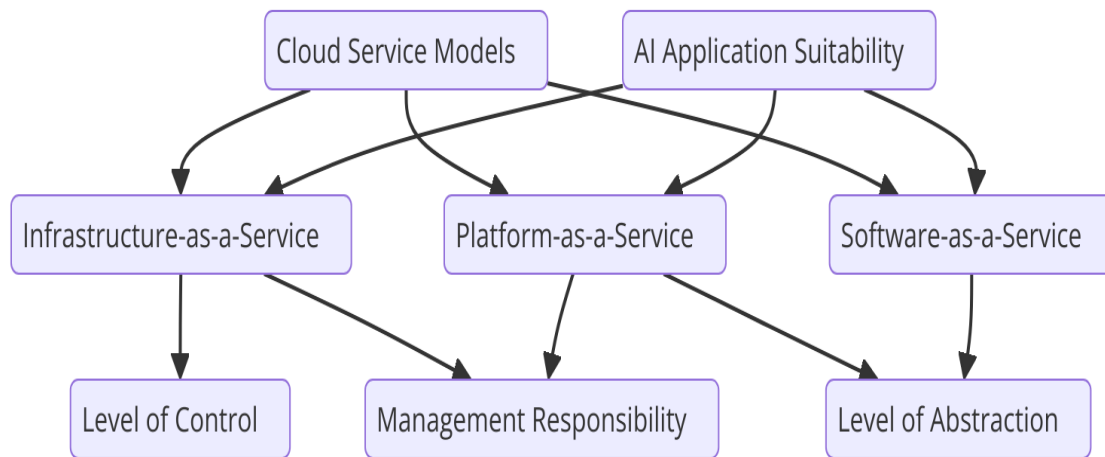 Cloud Service Models
AI Application Suitability
Infrastructure-as-a-Service
Platform-as-a-Service
Software-as-a-Service
Level of Control
Management Responsibility
Level of Abstraction